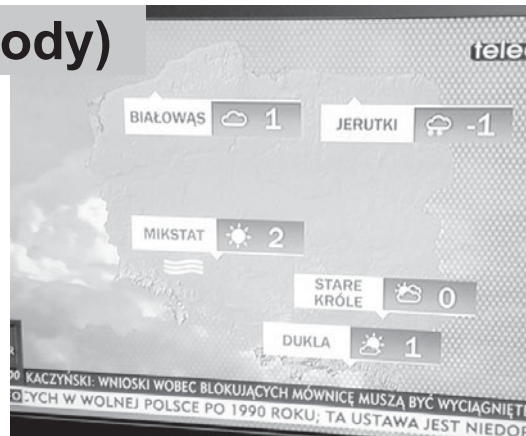 ody)
tele
BIAŁOWĄS 1
JERUTKI -1
MIKSTAT 2
STARE
KRÓLE 0
DUKLA 1
KACZYŃSKI: WNIOSKI WOBEC BLOKUJĄCYCH MÓWNICĘ MUSZĄ BYĆ WYCIĄGNIĘT
W WOLNEJ POLSCE PO 1990 ROKU; TA USTAWA JEST NIEDO